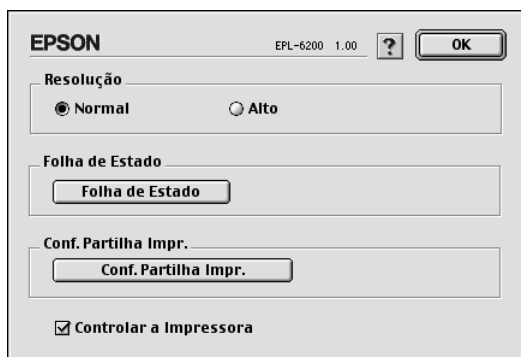 EPSON EPL-6200 1.00 ? OK
Resolução
Normal Alto
Folha de Estado
Folha de Estado
Conf. Partilha Impr.
Conf. Partilha Impr.
Controlar a Impressora